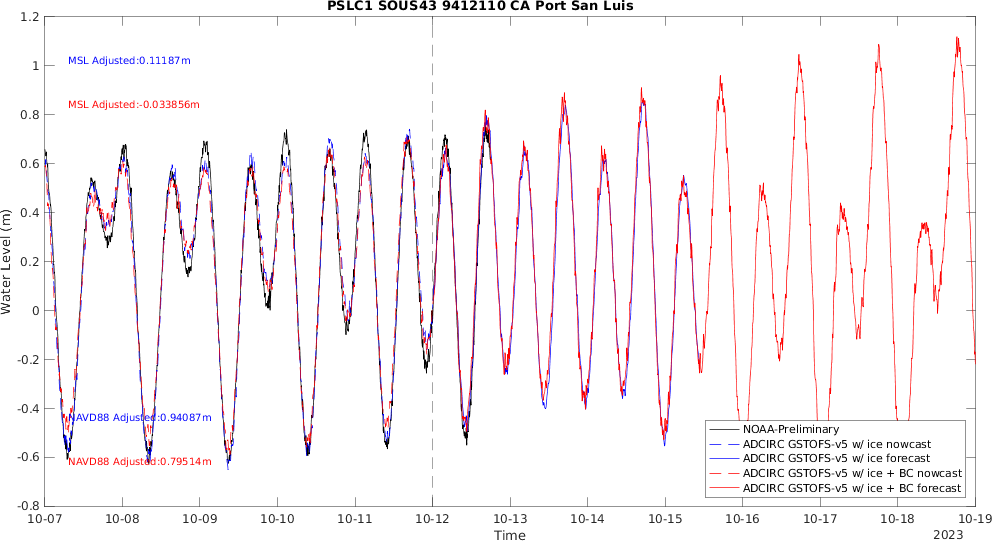 PSLC1 SOUS43 9412110 CA Port San Luis
1.2
1
0.8
0.6
0.4
0.2
0
-0.2
-0.4
-0.6
-0.8
Water Level (m)
MSL Adjusted:0.11187m
MSL Adjusted:-0.033856m
NAVD88 Adjusted:0.94087m
NAVD88 Adjusted:0.79514m
NOAA-Preliminary
ADCIRC GSTOFS-v5 w/ ice nowcast
ADCIRC GSTOFS-v5 w/ ice forecast
ADCIRC GSTOFS-v5 w/ ice + BC nowcast
ADCIRC GSTOFS-v5 w/ ice + BC forecast
10-07 10-08 10-09 10-10 10-11 10-12 10-13 10-14 10-15 10-16 10-17 10-18 10-19
Time
2023